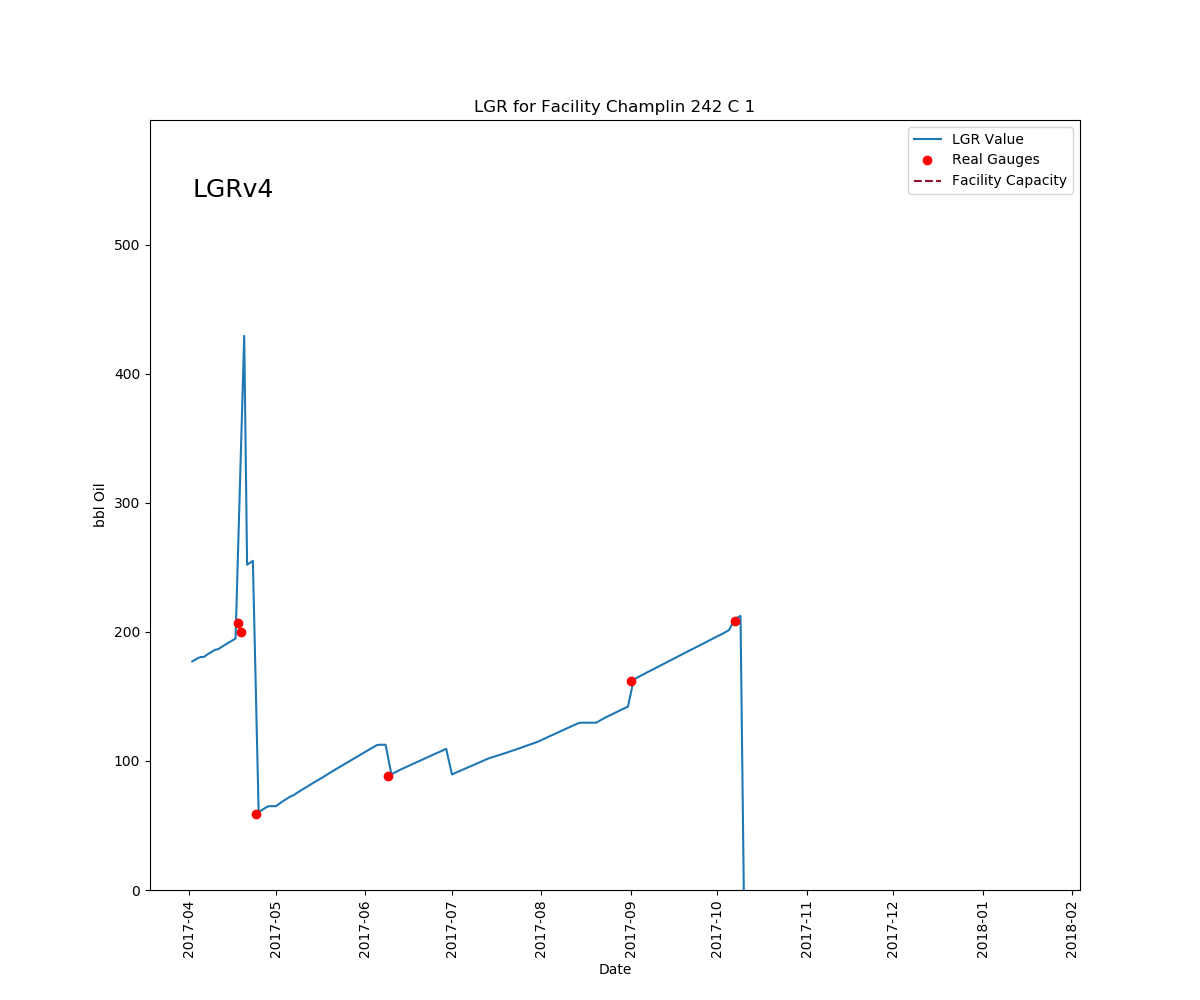 LGR for Facility Champlin 242 C 1
LGR Value
Real Gauges
Facility Capacity
LGRv4
bbl Oil
500
400
300
200
100
0
2017-04
2017-05
2017-06
2017-07
2017-08
2017-09
2017-10
2017-11
2017-12
2018-01
2018-02
Date